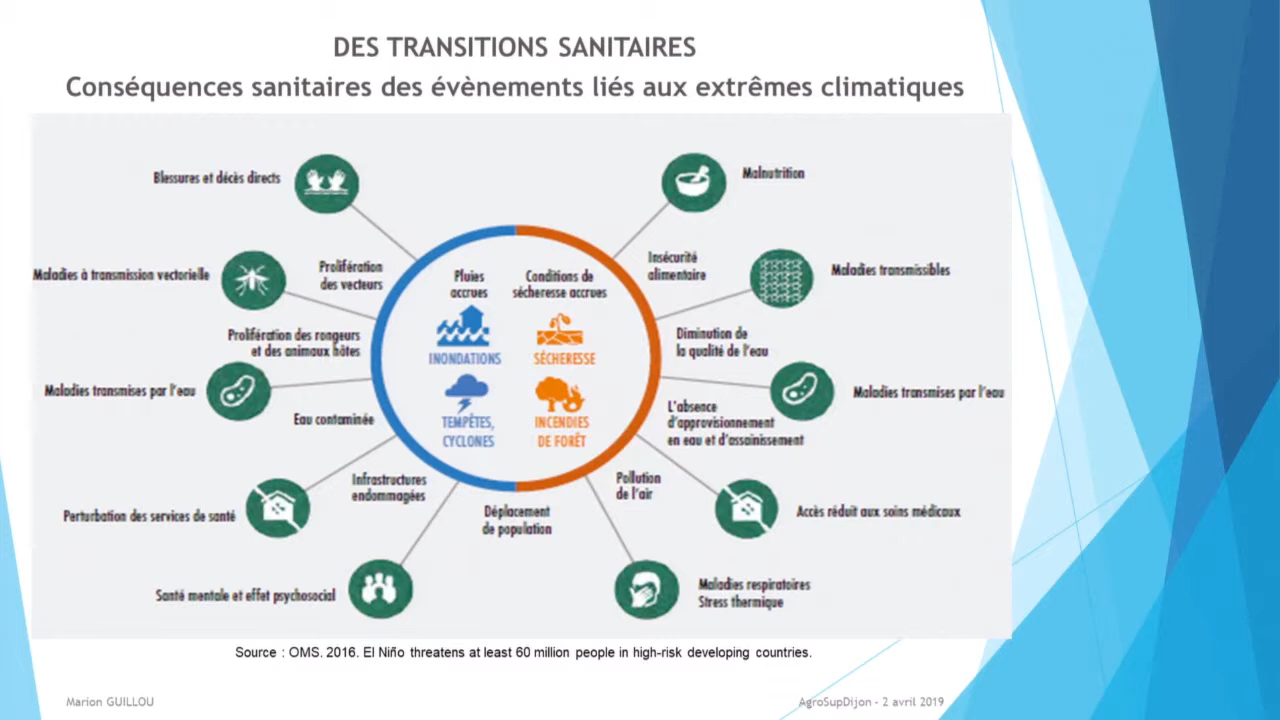 DES TRANSITIONS SANITAIRES
Conséquences sanitaires des évènements liés aux extrêmes climatiques
Blessures et décès directs
Malnutrition
Maladies à transmission vectorielle
Prolifération
des vecteurs
Pluies
accrues
Conditions de
sécheresse accrues
Insécurité
alimentaire
Maladies transmissibles
Prolifération des rongeurs
et des animaux hôtes
INONDATIONS
SÉCHERESSE
Diminution de
la qualité de l'eau
Maladies transmises par l'eau
Eau contaminée
TEMPÊTES,
CYCLONES
INCENDIES
DE FORÊT
L'absence
d'approvisionnement
en eau et d'assainissement
Maladies transmises par l'eau
Infrastructures
endommagées
Déplacement
de population
Pollution
de l'air
Perturbation des services de santé
Accès réduit aux soins médicaux
Santé mentale et effet psychosocial
Maladies respiratoires
Stress thermique
Source : OMS. 2016. El Niño threatens at least 60 million people in high-risk developing countries.
Marion GUILLOU
AgroSupDijon - 2 avril 2019